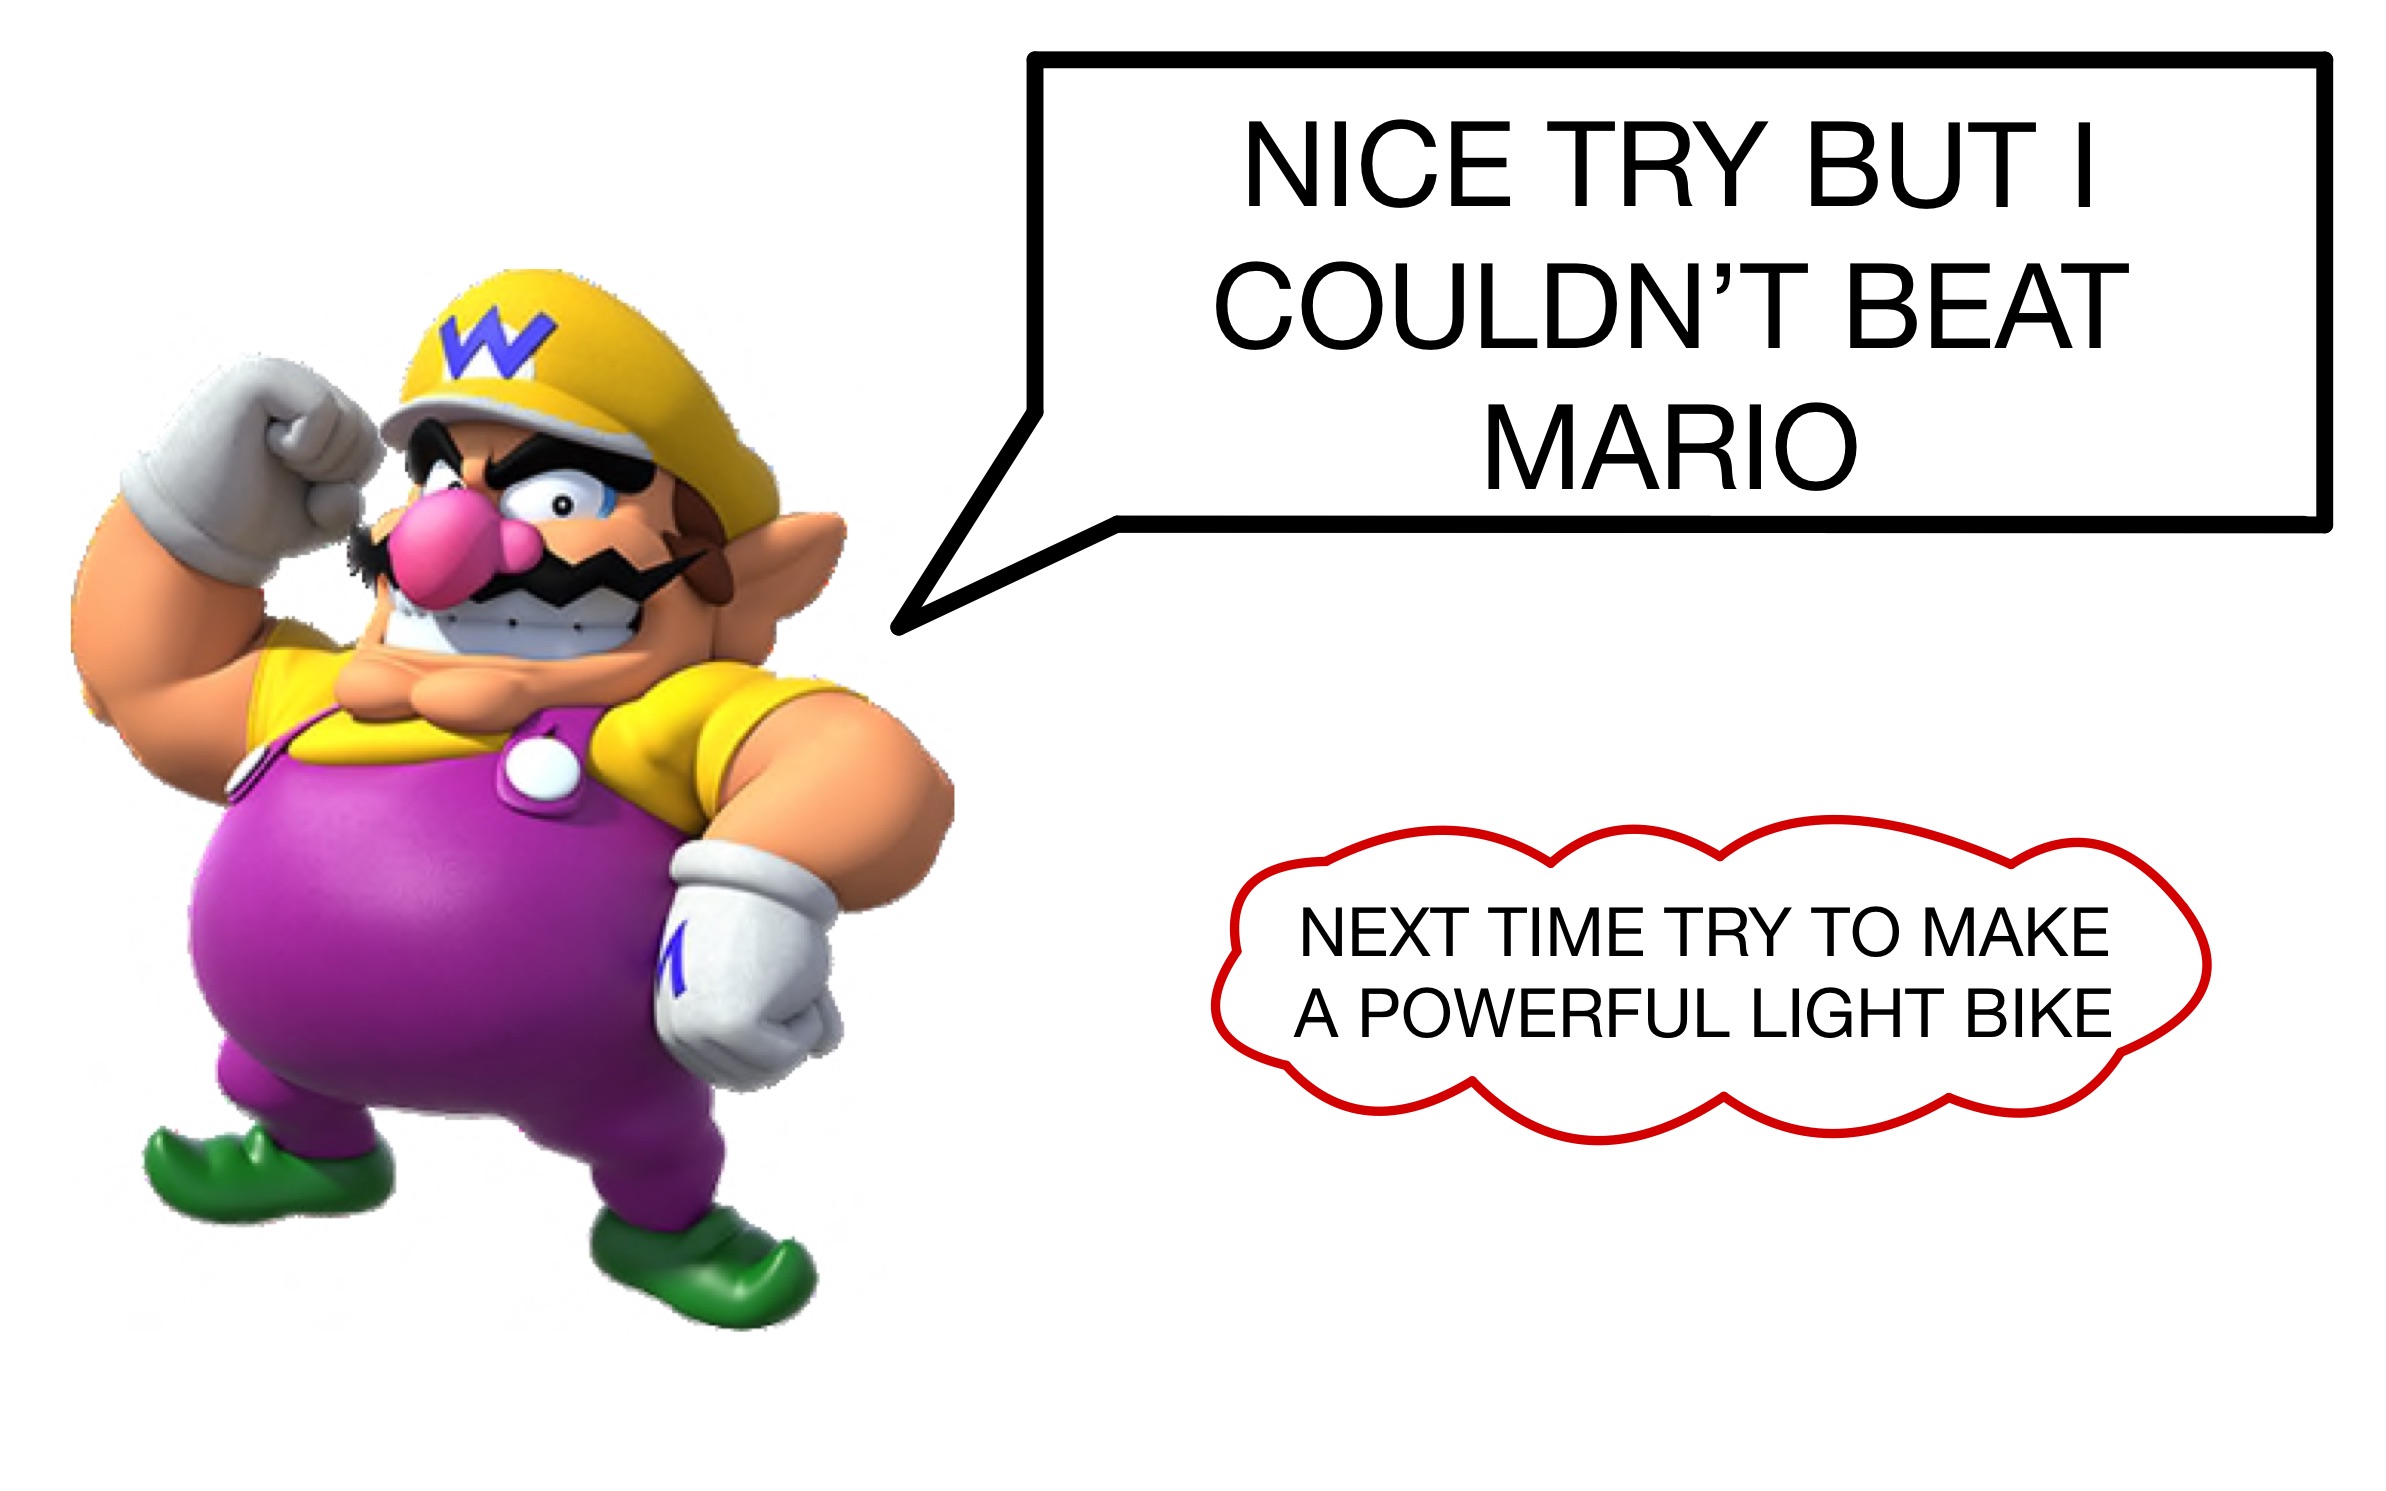 NICE TRY BUT I
COULDN’T BEAT
MARIO
W
NEXT TIME TRY TO MAKE
A POWERFUL LIGHT BIKE